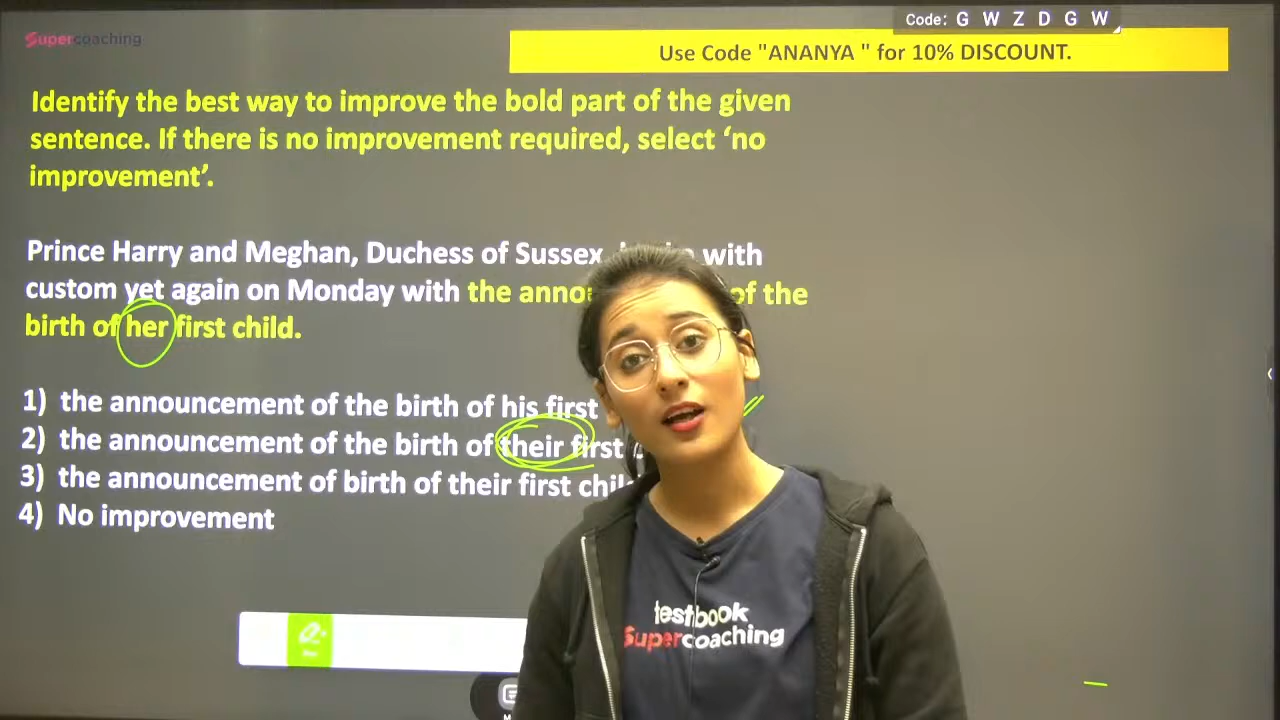 Code: G W Z D G W
Supercoaching
Use Code "ANANYA " for 10% DISCOUNT.
Identify the best way to improve the bold part of the given
sentence. If there is no improvement required, select ‘no
improvement’.
Prince Harry and Meghan, Duchess of Sussex, with
custom yet again on Monday with the of the
birth of her first child.
1) the announcement of the birth of his first
2) the announcement of the birth of their first
3) the announcement of birth of their first child
4) No improvement
testbook
Supercoaching